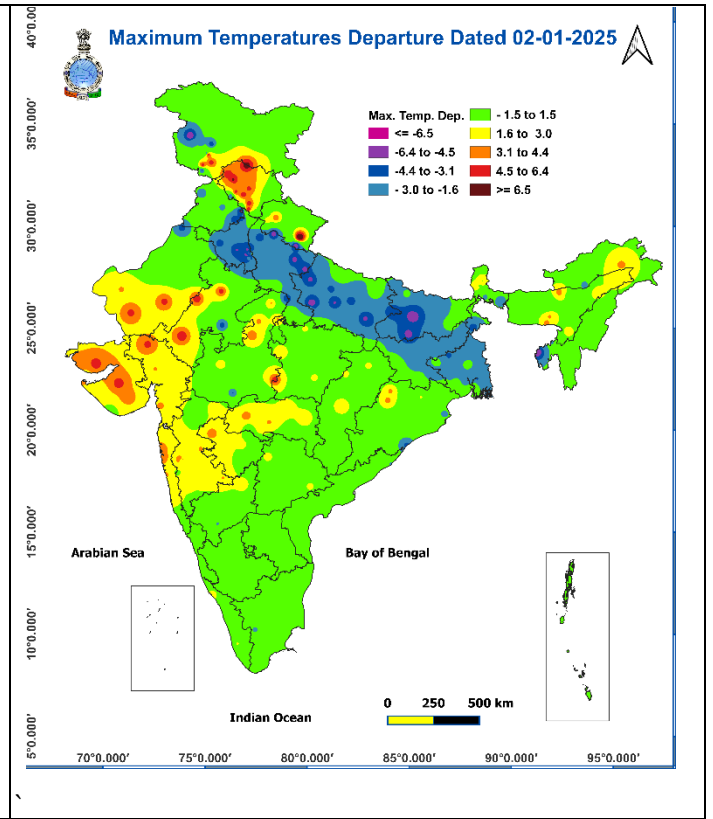 Maximum Temperatures Departure Dated 02-01-2025
Max. Temp. Dep.
<= -6.5
-6.4 to -4.5
-4.4 to -3.1
- 3.0 to -1.6
- 1.5 to 1.5
1.6 to 3.0
3.1 to 4.4
4.5 to 6.4
>= 6.5
40°0.000'
35°0.000'
30°0.000'
25°0.000'
20°0.000'
15°0.000'
10°0.000'
5°0.000'
Arabian Sea
Bay of Bengal
Indian Ocean
0 250 500 km
70°0.000' 75°0.000' 80°0.000' 85°0.000' 90°0.000' 95°0.000'
`